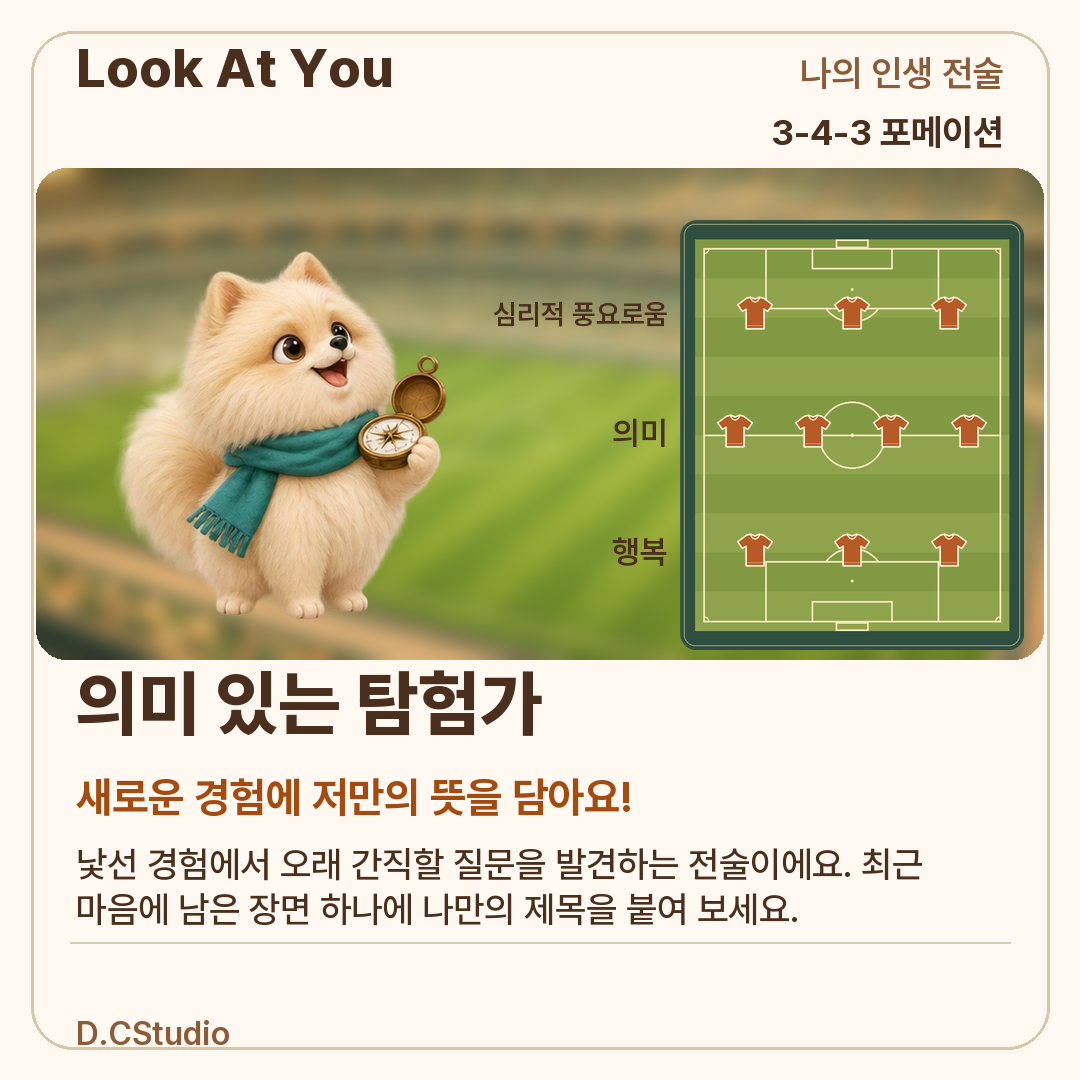 Look At You
나의 인생 전술
3-4-3 포메이션
심리적 풍요로움
의미
행복
의미 있는 탐험가
새로운 경험에 저만의 뜻을 담아요!
낯선 경험에서 오래 간직할 질문을 발견하는 전술이에요. 최근
마음에 남은 장면 하나에 나만의 제목을 붙여 보세요.
D.CStudio